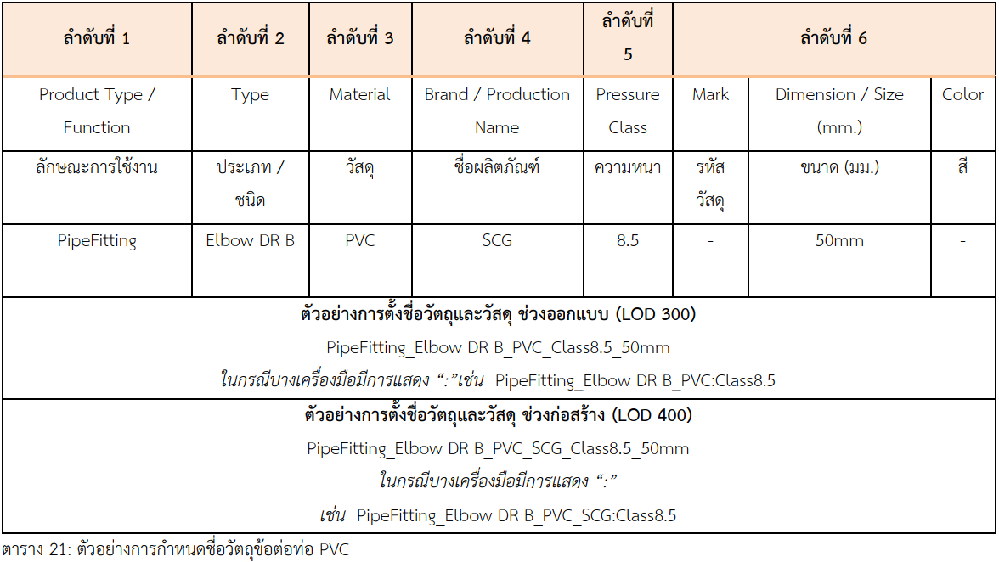 ลำดับที่ 1 ลำดับที่ 2 ลำดับที่ 3 ลำดับที่ 4 ลำดับที่ 5 ลำดับที่ 6
Product Type / Function Type Material Brand / Production Name Pressure Class Mark Dimension / Size (mm.) Color
ลักษณะการใช้งาน ประเภท / ชนิด วัสดุ ชื่อผลิตภัณฑ์ ความหนา รหัสวัสดุ ขนาด (มม.) สี
PipeFitting Elbow DR B PVC SCG 8.5 - 50mm -
ตัวอย่างการตั้งชื่อวัตถุและวัสดุ ช่วงออกแบบ (LOD 300)
PipeFitting_Elbow DR B_PVC_Class8.5_50mm
ในกรณีบางเครื่องมือมีการแสดง “:”เช่น PipeFitting_Elbow DR B_PVC:Class8.5
ตัวอย่างการตั้งชื่อวัตถุและวัสดุ ช่วงก่อสร้าง (LOD 400)
PipeFitting_Elbow DR B_PVC_SCG_Class8.5_50mm
ในกรณีบางเครื่องมือมีการแสดง “:”
เช่น PipeFitting_Elbow DR B_PVC_SCG:Class8.5
ตาราง 21: ตัวอย่างการกำหนดชื่อวัตถุข้อต่อท่อ PVC